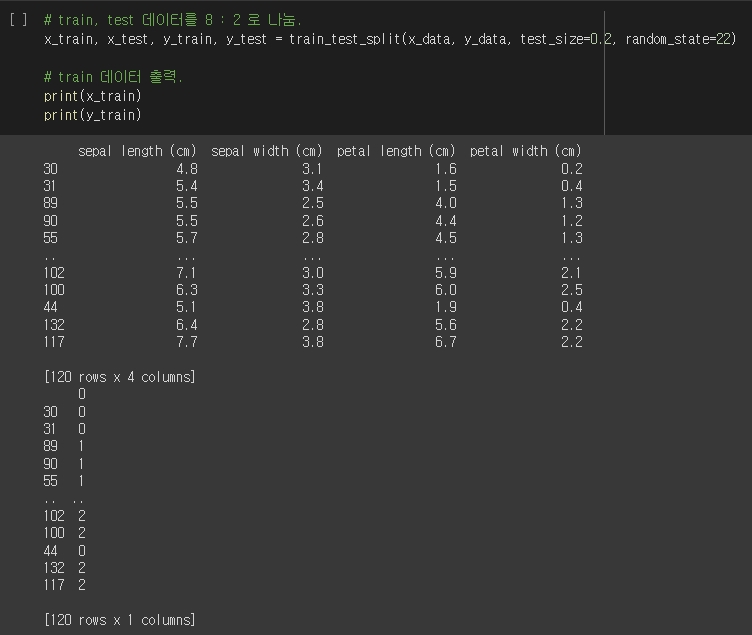 [ ] # train, test 데이터를 8 : 2 로 나눔.
x_train, x_test, y_train, y_test = train_test_split(x_data, y_data, test_size=0.2, random_state=22)
# train 데이터 출력.
print(x_train)
print(y_train)
sepal length (cm) sepal width (cm) petal length (cm) petal width (cm)
30 4.8 3.1 1.6 0.2
31 5.4 3.4 1.5 0.4
89 5.5 2.5 4.0 1.3
90 5.5 2.6 4.4 1.2
55 5.7 2.8 4.5 1.3
.. ... ... ... ...
102 7.1 3.0 5.9 2.1
100 6.3 3.3 6.0 2.5
44 5.1 3.8 1.9 0.4
132 6.4 2.8 5.6 2.2
117 7.7 3.8 6.7 2.2
[120 rows x 4 columns]
0
30 0
31 0
89 1
90 1
55 1
.. ..
102 2
100 2
44 0
132 2
117 2
[120 rows x 1 columns]